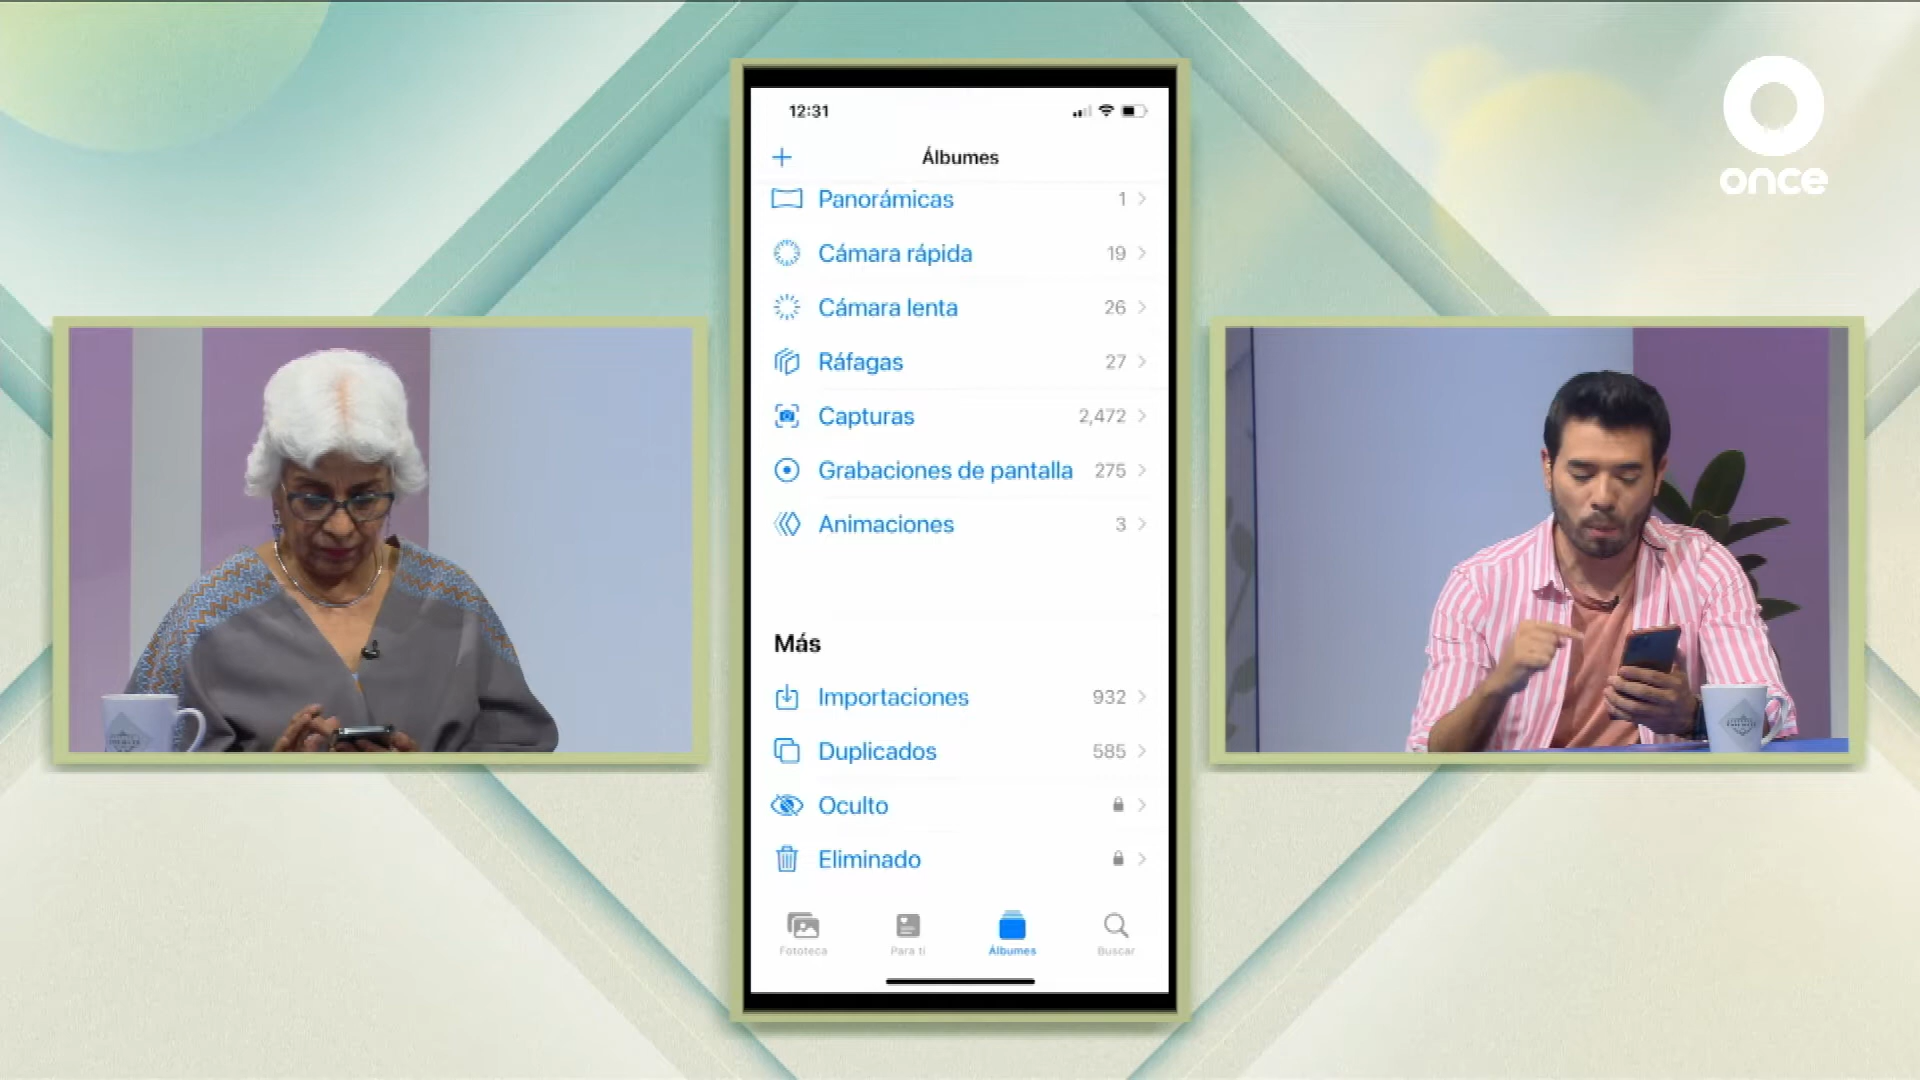 once
12:31
Álbumes
Panorámicas 1
Cámara rápida 19
Cámara lenta 26
Ráfagas 27
Capturas 2,472
Grabaciones de pantalla 275
Animaciones 3
Más
Importaciones 932
Duplicados 585
Oculto
Eliminado
Fototeca Para ti Álbumes Buscar